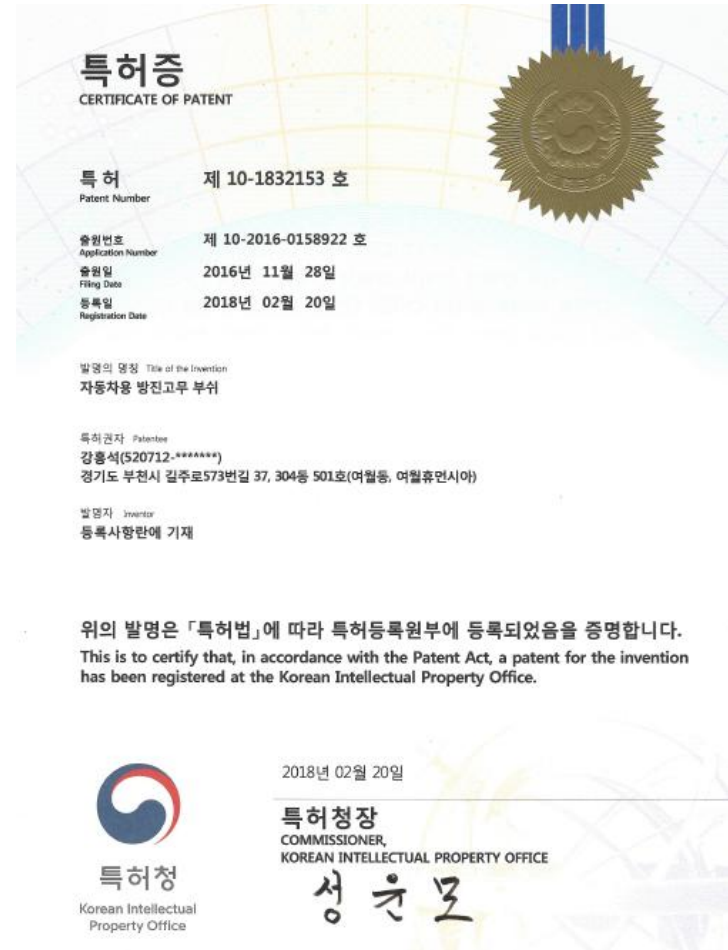 특허증
CERTIFICATE OF PATENT
특허 제 10-1832153 호
Patent Number
출원번호 제 10-2016-0158922 호
Application Number
출원일 2016년 11월 28일
Filing Date
등록일 2018년 02월 20일
Registration Date
발명의 명칭 Title of the Invention
자동차용 방진고무 부쉬
특허권자 Patentee
강홍석(520712-*******)
경기도 부천시 길주로573번길 37, 304동 501호(여월동, 여월휴먼시아)
발명자 Inventor
등록사항란에 기재
위의 발명은 「특허법」에 따라 특허등록원부에 등록되었음을 증명합니다.
This is to certify that, in accordance with the Patent Act, a patent for the invention
has been registered at the Korean Intellectual Property Office.
2018년 02월 20일
특허청장
COMMISSIONER,
KOREAN INTELLECTUAL PROPERTY OFFICE
성윤모
특허청
Korean Intellectual
Property Office